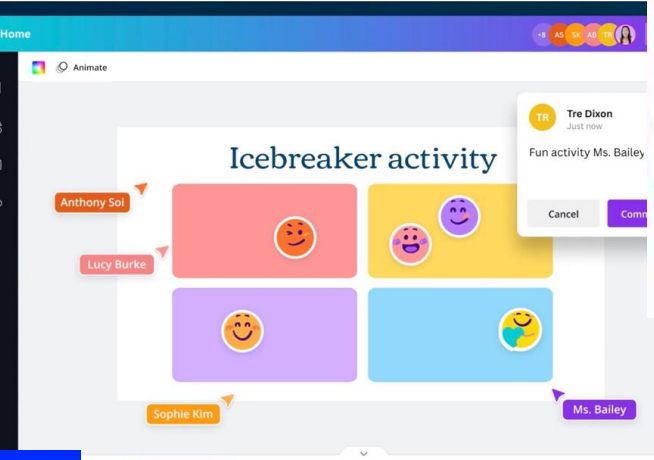 Home
+8 AS SK AB TR
Animate
TR
Tre Dixon
Just now
Fun activity Ms. Bailey
Cancel
Icebreaker activity
Anthony Soi
Lucy Burke
Sophie Kim
Ms. Bailey